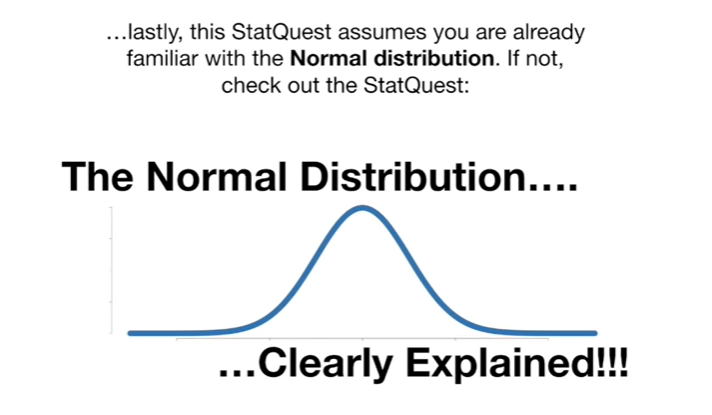 ...lastly, this StatQuest assumes you are already
familiar with the Normal distribution. If not,
check out the StatQuest:
The Normal Distribution....
...Clearly Explained!!!